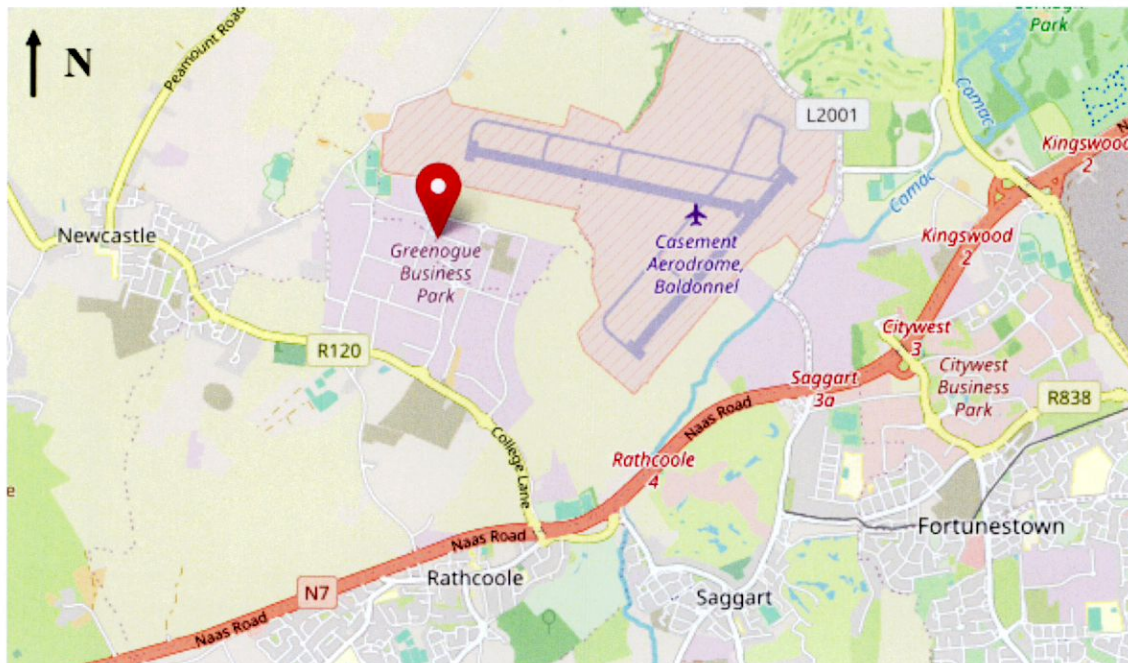 N
Peamount Road
Park
Camac
L2001
Kingswood
2
N
Newcastle
Camac
Greenogue
Business
Park
Casement
Aerodrome,
Baldonnel
Kingswood
2
R120
Citywest
3
Citywest
Business
Park
Saggart
3a
R838
Naas Road
College Lane
Rathcoole
4
e
Naas Road
Fortunestown
Rathcoole
N7
Saggart
Naas Road